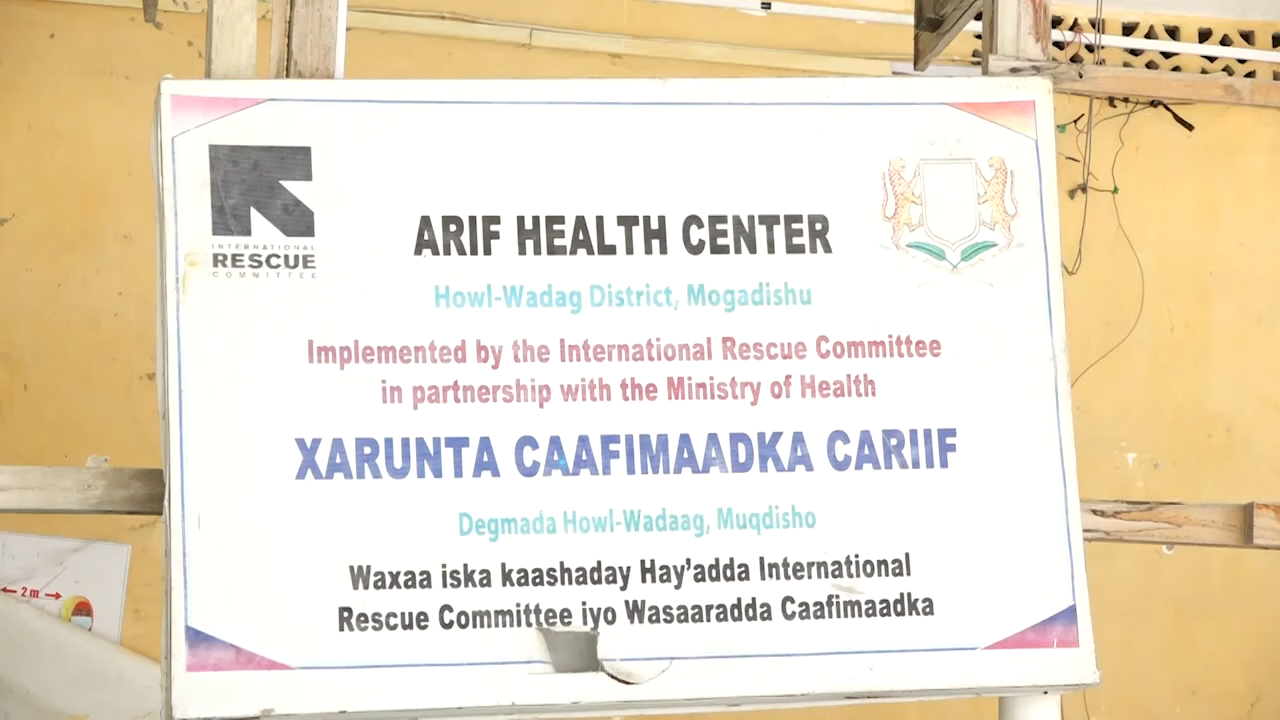 INTERNATIONAL
RESCUE
COMMITTEE
ARIF HEALTH CENTER
Howl-Wadag District, Mogadishu
Implemented by the International Rescue Committee
in partnership with the Ministry of Health
XARUNTA CAAFIMAADKA CARIIF
Degmada Howl-Wadaag, Muqdisho
Waxaa iska kaashaday Hay'adda International
Rescue Committee iyo Wasaaradda Caafimaadka
2m